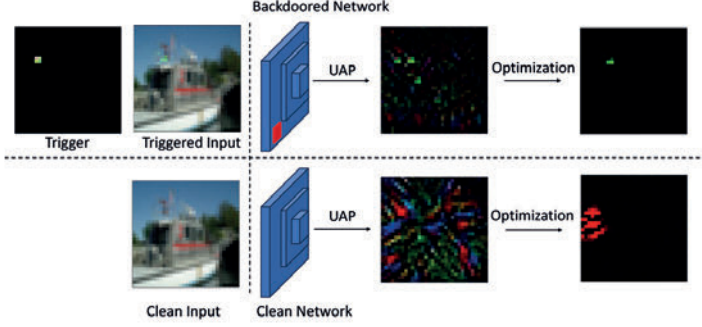 Backdoored Network
UAP
Optimization
Trigger
Triggered Input
UAP
Optimization
Clean Input
Clean Network